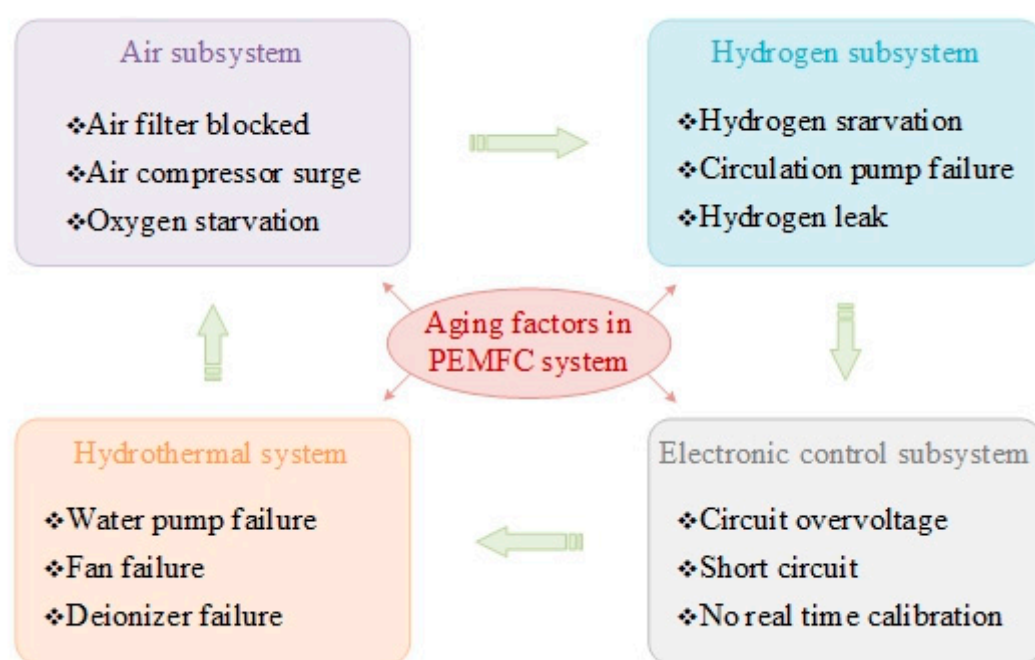 Air subsystem
❖Air filter blocked
❖Air compressor surge
❖Oxygen starvation
Hydrogen subsystem
❖Hydrogen srarvation
❖Circulation pump failure
❖Hydrogen leak
Aging factors in
PEMFC system
Hydrothermal system
❖Water pump failure
❖Fan failure
❖Deionizer failure
Electronic control subsystem
❖Circuit overvoltage
❖Short circuit
❖No real time calibration